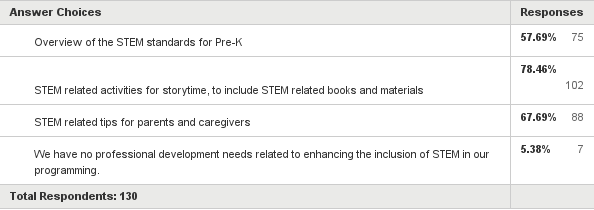 Answer Choices Responses
Overview of the STEM standards for Pre-K 57.69% 75
78.46%
102
STEM related activities for storytime, to include STEM related books and materials
STEM related tips for parents and caregivers 67.69% 88
We have no professional development needs related to enhancing the inclusion of STEM in our 5.38% 7
programming.
Total Respondents: 130